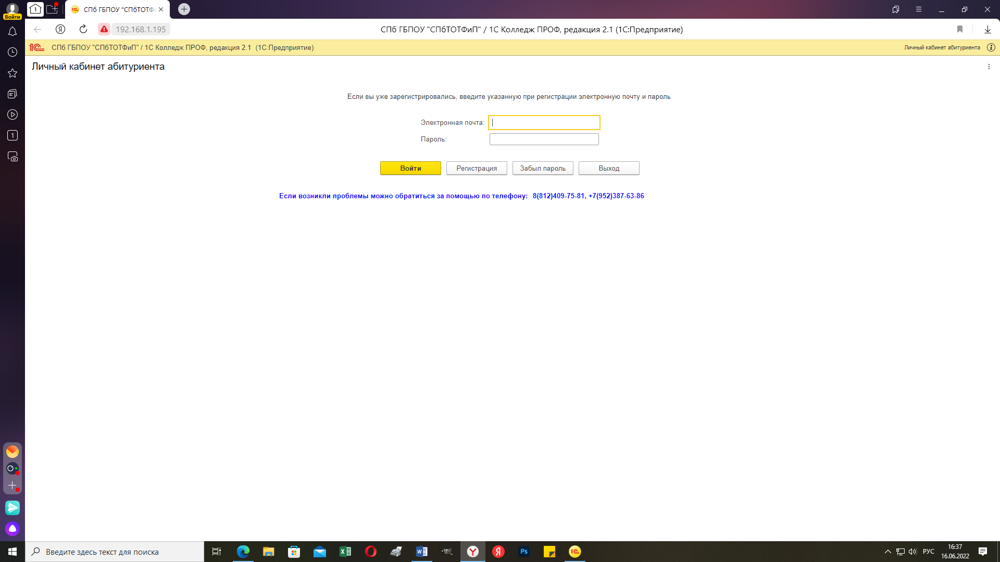 1
СПб ГБПОУ "СПбТОТФ
Войти
192.168.1.195
СПб ГБПОУ "СПбТОТФиП" / 1С Колледж ПРОФ, редакция 2.1 (1С:Предприятие)
СПб ГБПОУ "СПбТОТФиП" / 1С Колледж ПРОФ, редакция 2.1 (1С:Предприятие)
Личный кабинет абитуриента
Личный кабинет абитуриента
Если вы уже зарегистрировались, введите указанную при регистрации электронную почту и пароль
Электронная почта:
Пароль:
1
Войти
Регистрация
Забыл пароль
Выход
Если возникли проблемы можно обратиться за помощью по телефону: 8(812)409-75-81, +7(952)387-63-86
Введите здесь текст для поиска
Ps
РУС
16:37
16.06.2022